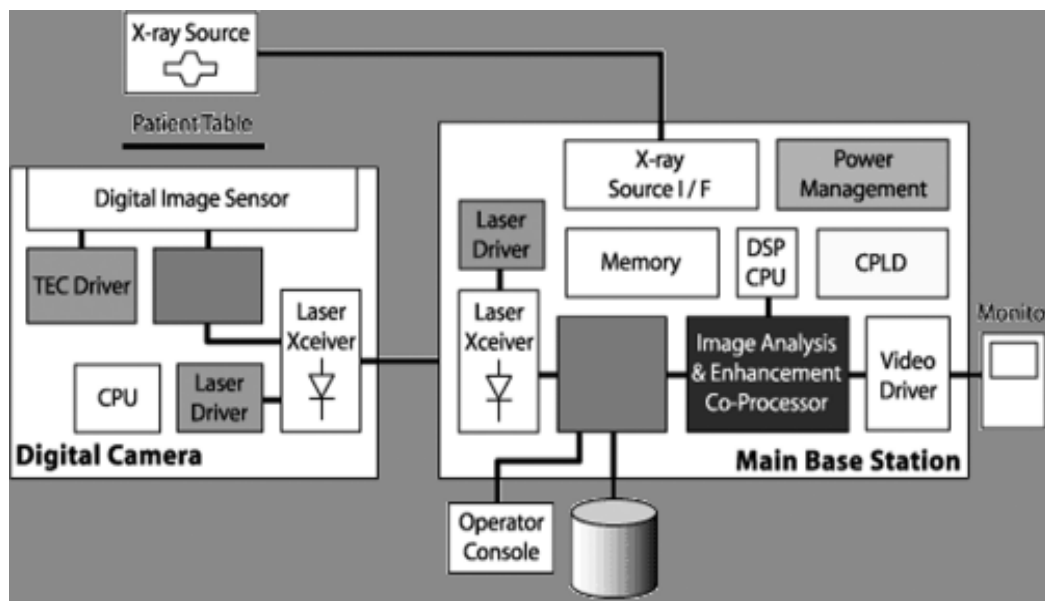 X-ray Source
Patient Table
Digital Image Sensor
TEC Driver
Laser
Xceiver
CPU
Laser
Driver
Digital Camera
X-ray
Source I / F
Power
Management
Laser
Driver
Memory
DSP
CPU
CPLD
Laser
Xceiver
Image Analysis
& Enhancement
Co-Processor
Video
Driver
Main Base Station
Monito
Operator
Console